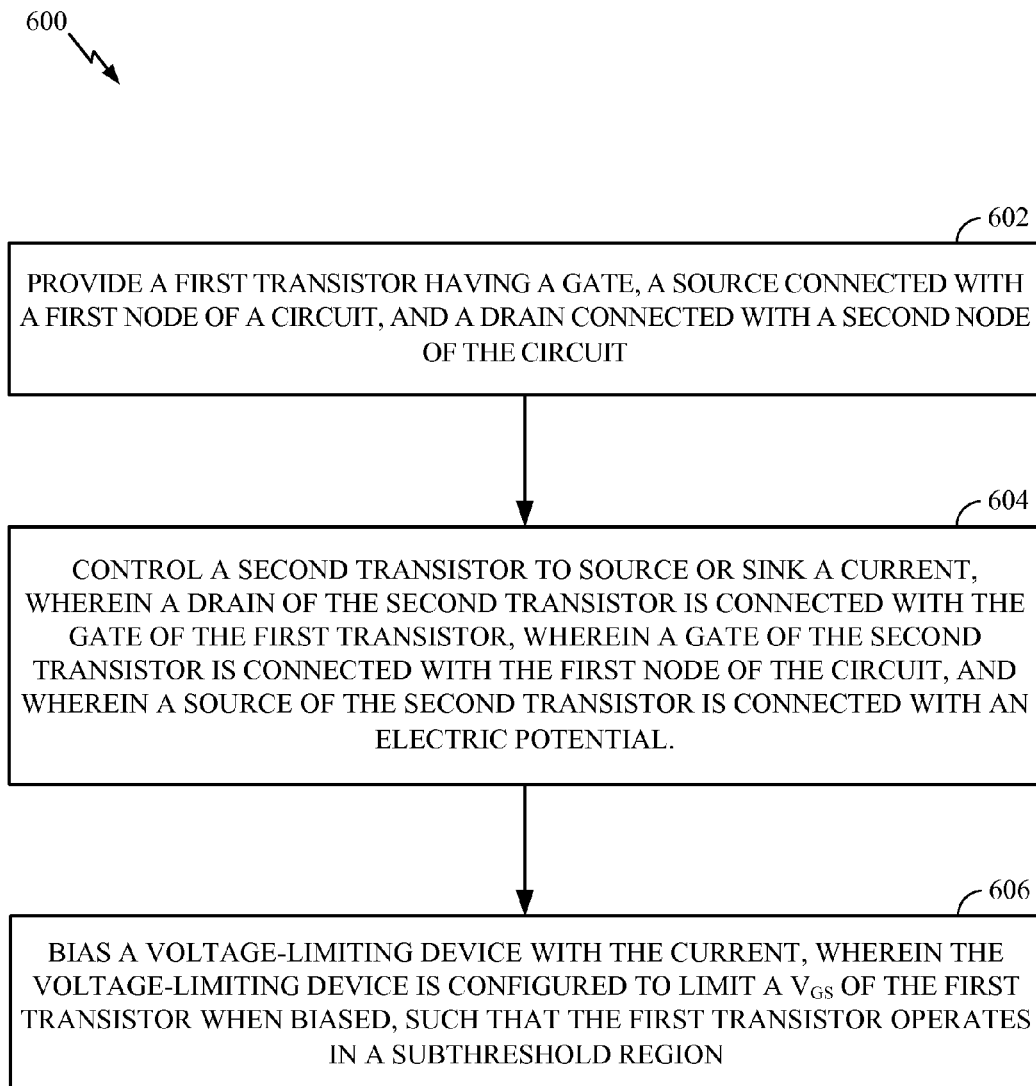 600
602
PROVIDE A FIRST TRANSISTOR HAVING A GATE, A SOURCE CONNECTED WITH
A FIRST NODE OF A CIRCUIT, AND A DRAIN CONNECTED WITH A SECOND NODE
OF THE CIRCUIT
604
CONTROL A SECOND TRANSISTOR TO SOURCE OR SINK A CURRENT,
WHEREIN A DRAIN OF THE SECOND TRANSISTOR IS CONNECTED WITH THE
GATE OF THE FIRST TRANSISTOR, WHEREIN A GATE OF THE SECOND
TRANSISTOR IS CONNECTED WITH THE FIRST NODE OF THE CIRCUIT, AND
WHEREIN A SOURCE OF THE SECOND TRANSISTOR IS CONNECTED WITH AN
ELECTRIC POTENTIAL.
606
BIAS A VOLTAGE-LIMITING DEVICE WITH THE CURRENT, WHEREIN THE
VOLTAGE-LIMITING DEVICE IS CONFIGURED TO LIMIT A VGS OF THE FIRST
TRANSISTOR WHEN BIASED, SUCH THAT THE FIRST TRANSISTOR OPERATES
IN A SUBTHRESHOLD REGION